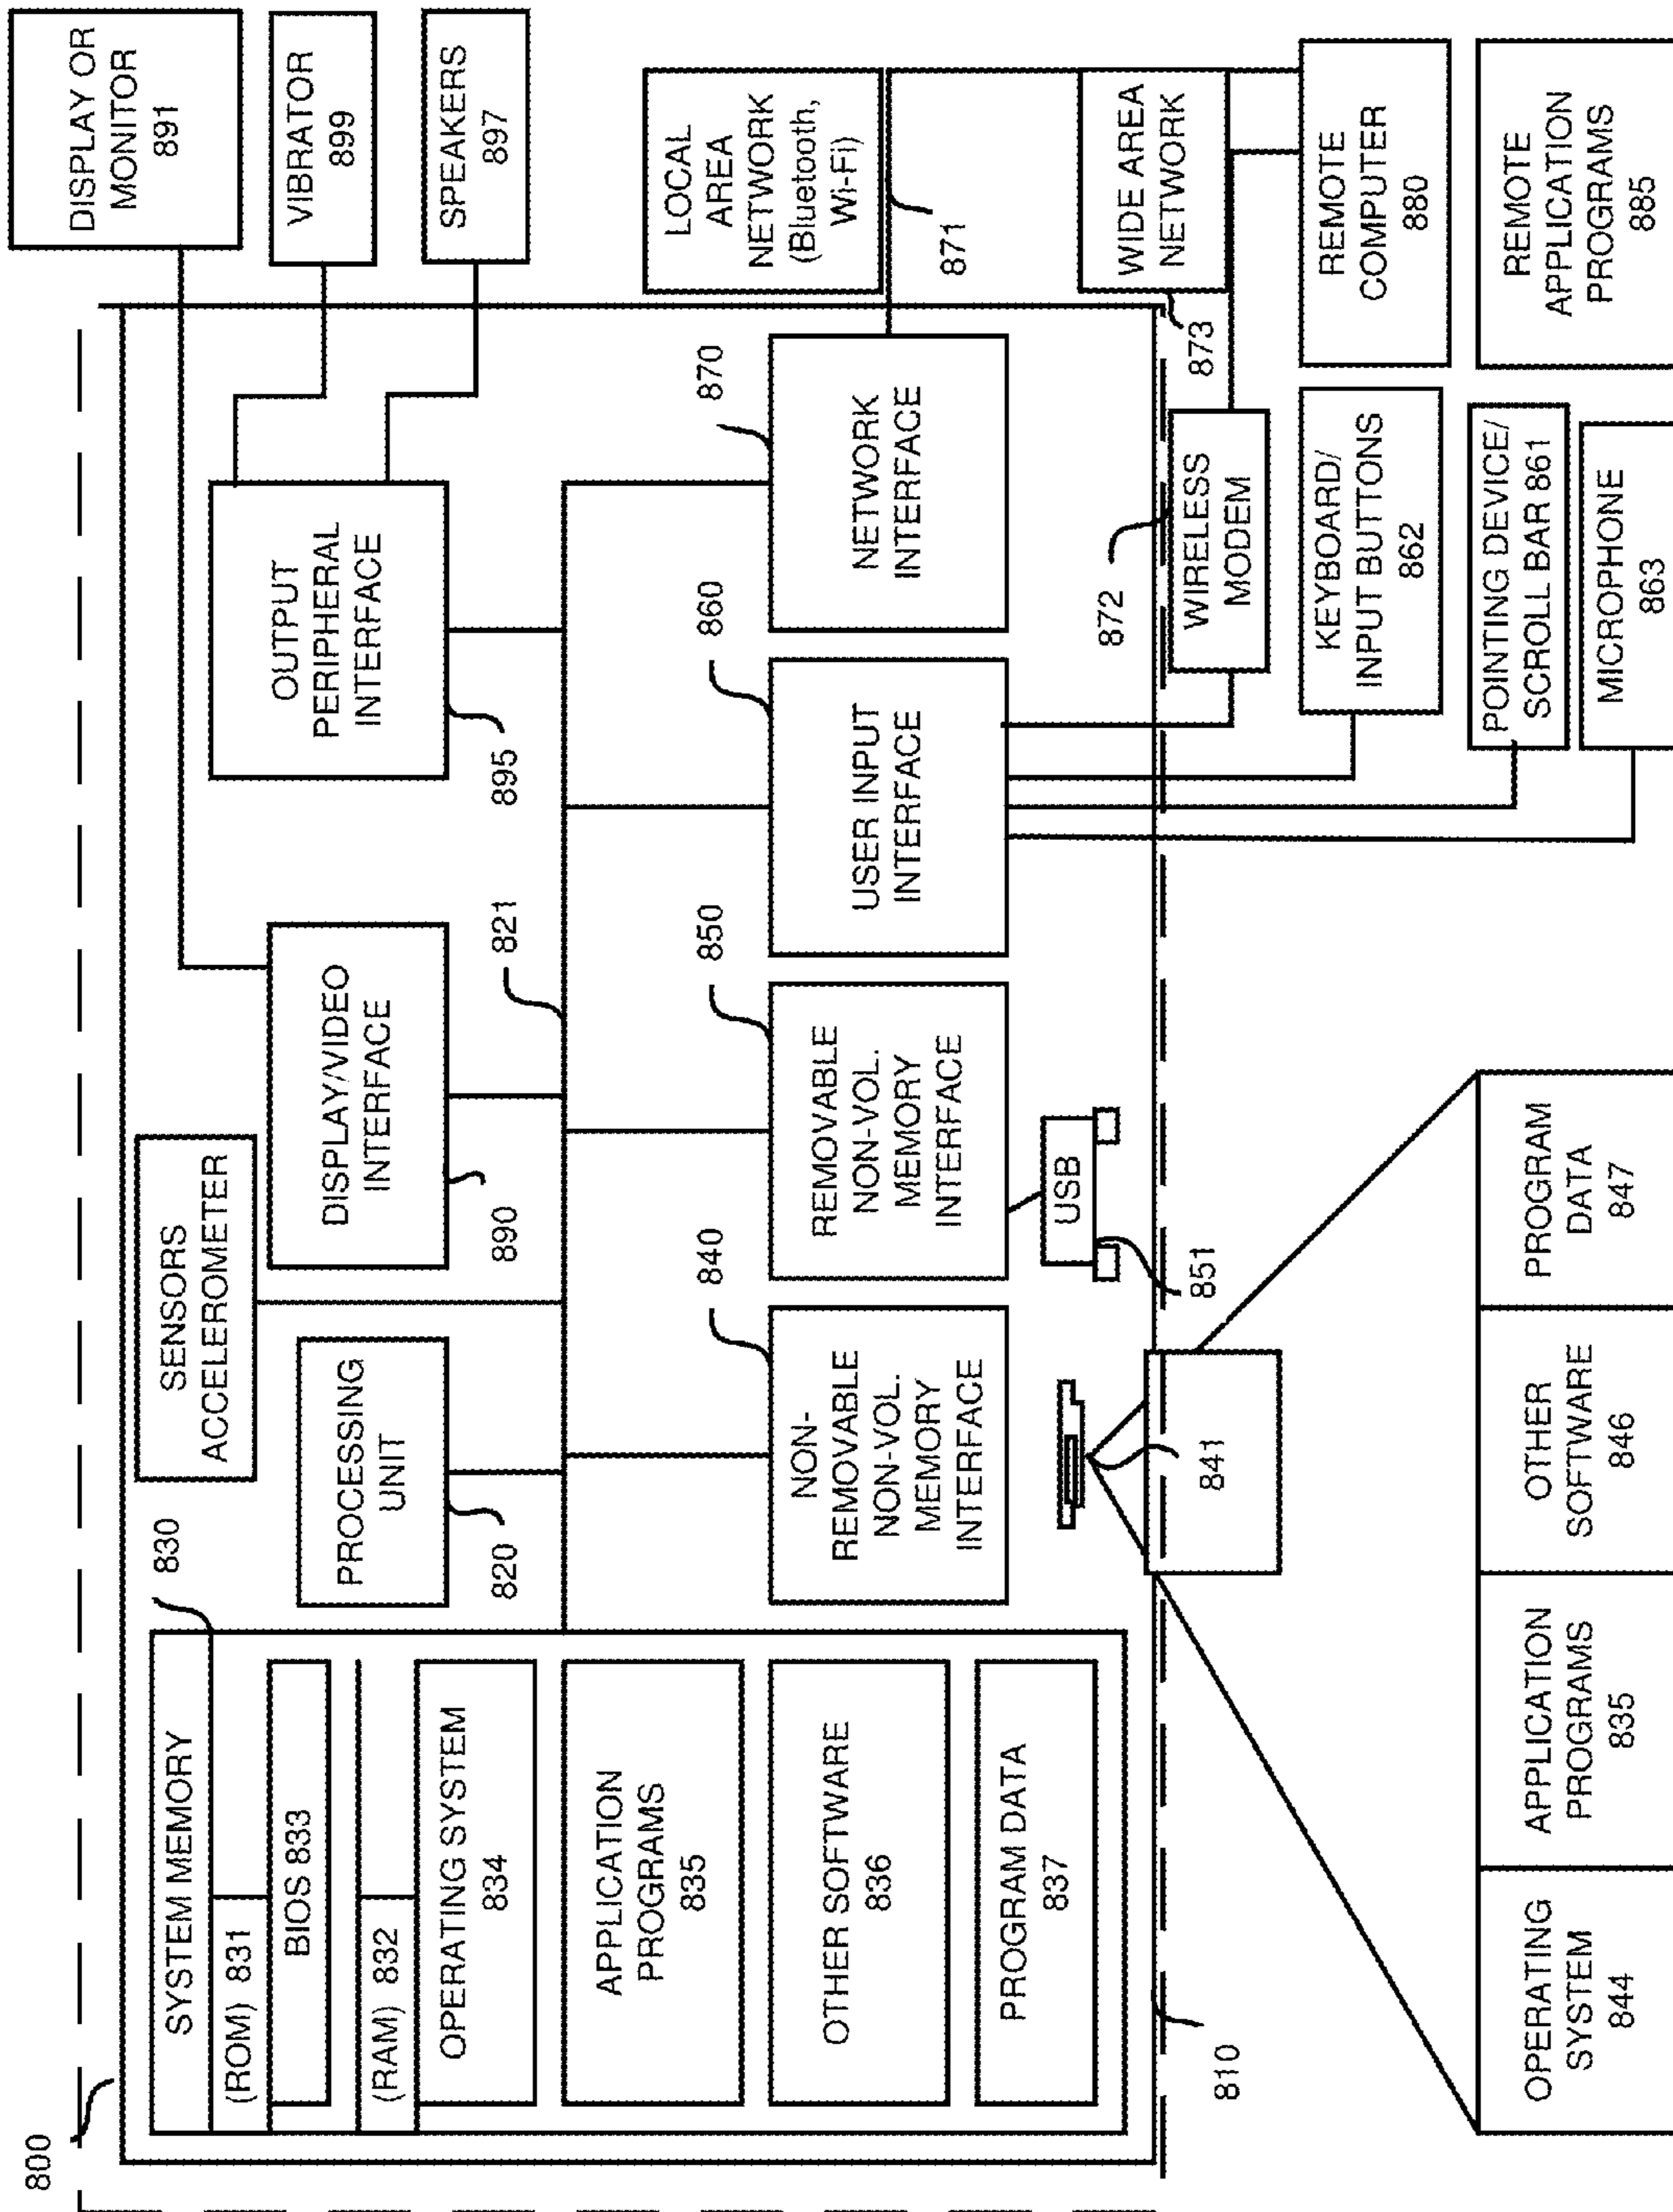 800
SYSTEM MEMORY
(ROM) 831
BIOS 833
(RAM) 832
OPERATING SYSTEM
834
APPLICATION
PROGRAMS
835
OTHER SOFTWARE
836
PROGRAM DATA
837
830
PROCESSING
UNIT
820
SENSORS
ACCELEROMETER
DISPLAY/VIDEO
INTERFACE
890
821
OUTPUT
PERIPHERAL
INTERFACE
895
DISPLAY OR
MONITOR
891
VIBRATOR
899
SPEAKERS
897
NON-
REMOVABLE
NON-VOL.
MEMORY
INTERFACE
840
REMOVABLE
NON-VOL.
MEMORY
INTERFACE
850
USER INPUT
INTERFACE
860
NETWORK
INTERFACE
870
LOCAL
AREA
NETWORK
(Bluetooth,
Wi-Fi)
871
WIDE AREA
NETWORK
873
USB
851
841
810
872
WIRELESS
MODEM
KEYBOARD/
INPUT BUTTONS
862
POINTING DEVICE/
SCROLL BAR 861
MICROPHONE
863
REMOTE
COMPUTER
880
REMOTE
APPLICATION
PROGRAMS
885
OPERATING
SYSTEM
844
APPLICATION
PROGRAMS
835
OTHER
SOFTWARE
846
PROGRAM
DATA
847